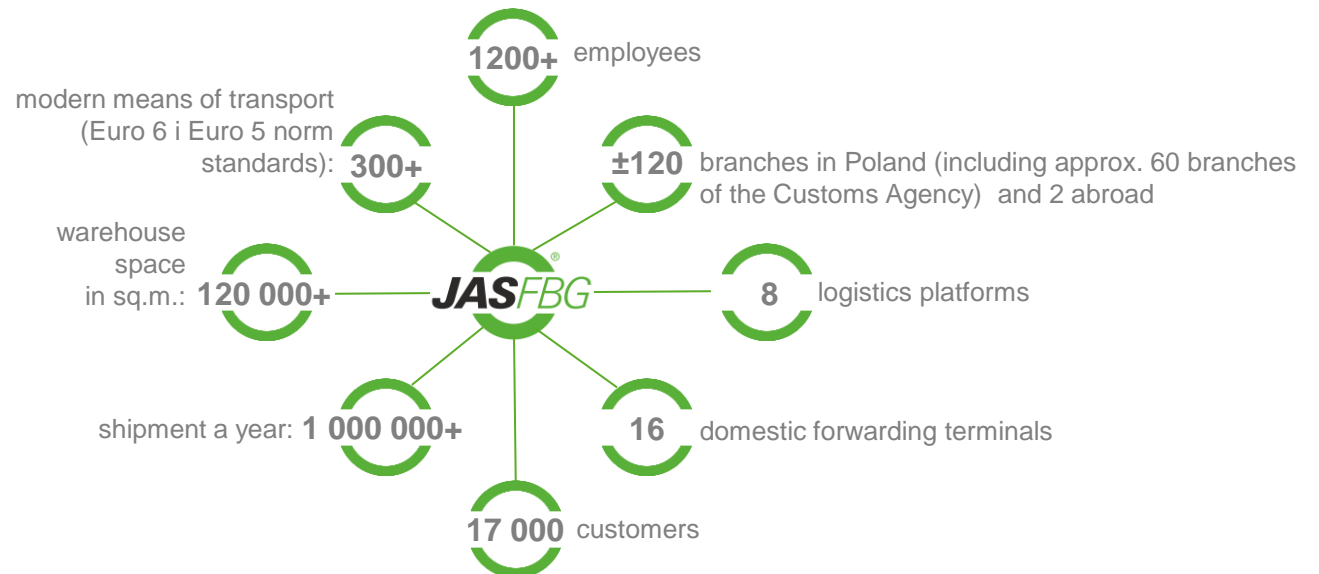 1200+ employees
modern means of transport
(Euro 6 i Euro 5 norm
standards): 300+
±120 branches in Poland (including approx. 60 branches
of the Customs Agency) and 2 abroad
warehouse
space
in sq.m.: 120 000+
JASFBG®
8 logistics platforms
shipment a year: 1 000 000+
16 domestic forwarding terminals
17 000 customers